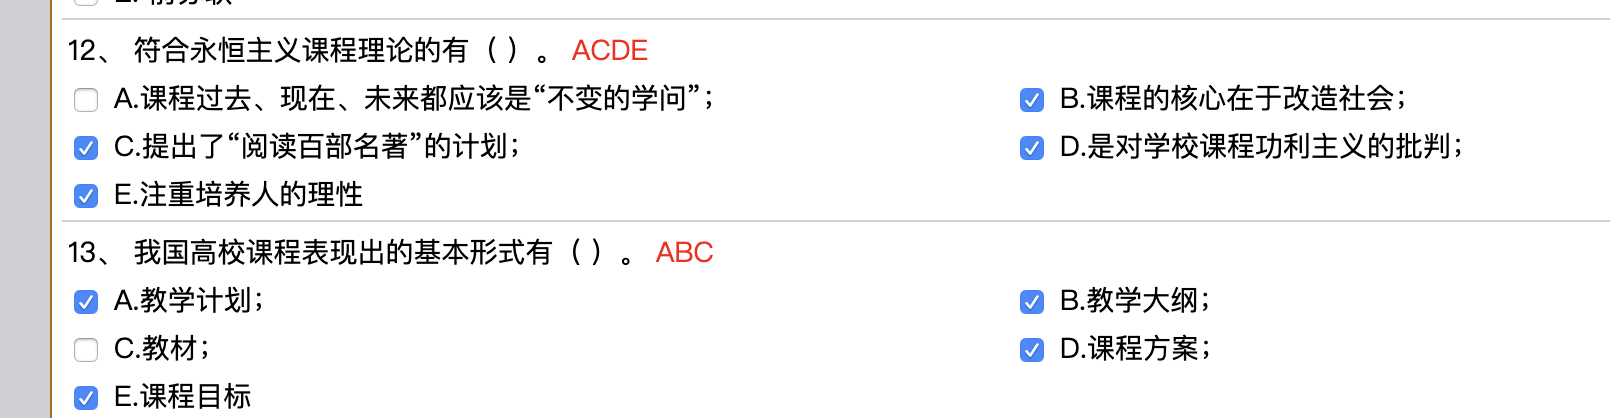 12、 符合永恒主义课程理论的有（ ）。 ACDE
A.课程过去、现在、未来都应该是“不变的学问”；
B.课程的核心在于改造社会；
C.提出了“阅读百部名著”的计划；
D.是对学校课程功利主义的批判；
E.注重培养人的理性
13、 我国高校课程表现出的基本形式有（ ）。 ABC
A.教学计划；
B.教学大纲；
C.教材；
D.课程方案；
E.课程目标